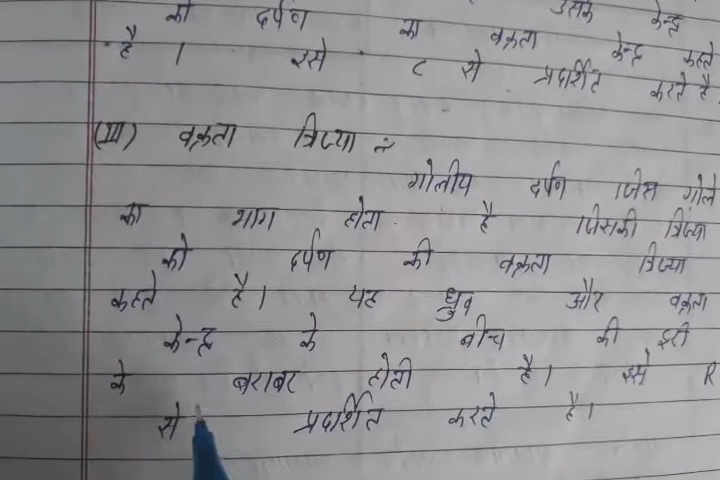 को दर्पण का वक्रता केन्द्र कहते
है । इसे C से प्रदर्शित करते है
(III) वक्रता त्रिज्या :-
गोलीय दर्पण जिस गोले
का भाग होता है जिसकी त्रिज्या
को दर्पण की वक्रता त्रिज्या
कहते है। यह ध्रुव और वक्रता
केन्द्र के बीच की दूरी
के बराबर होती है। इसे R
से प्रदर्शित करते है।